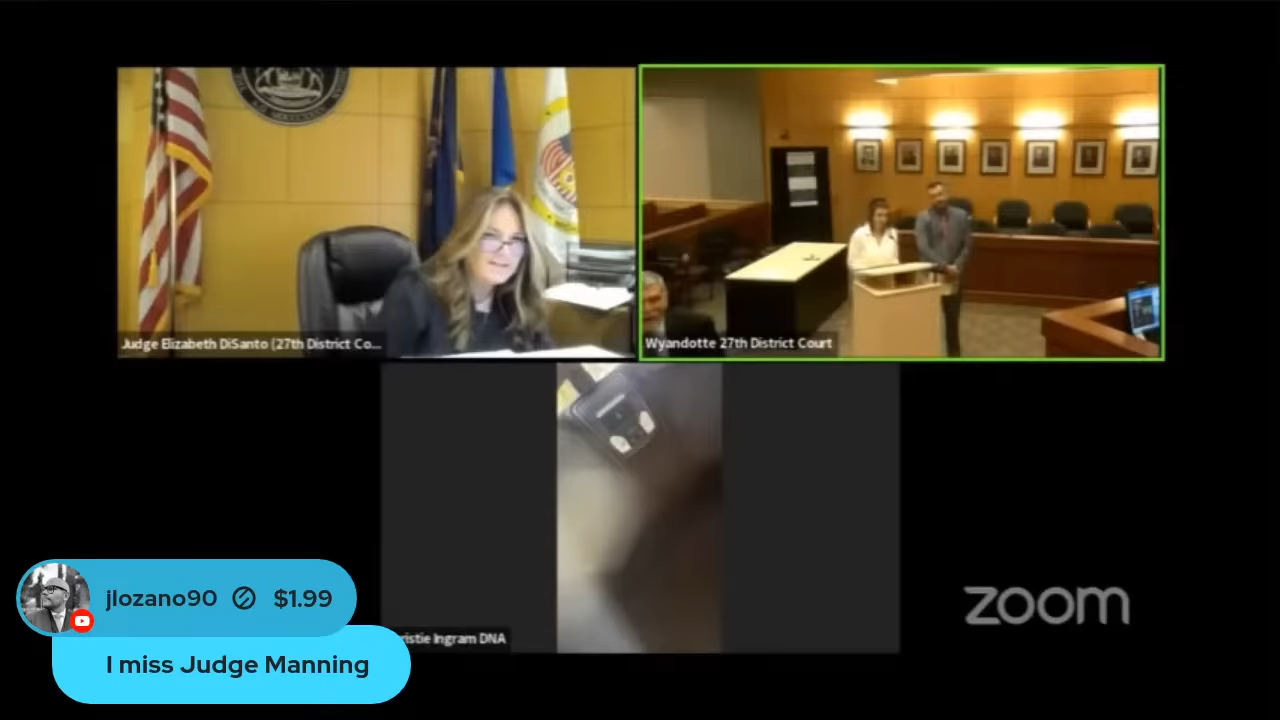 Judge Elizabeth DiSanto (27th District Co...
Wyandotte 27th District Court
ristie Ingram DNA
zoom
jlozano90 $1.99
I miss Judge Manning